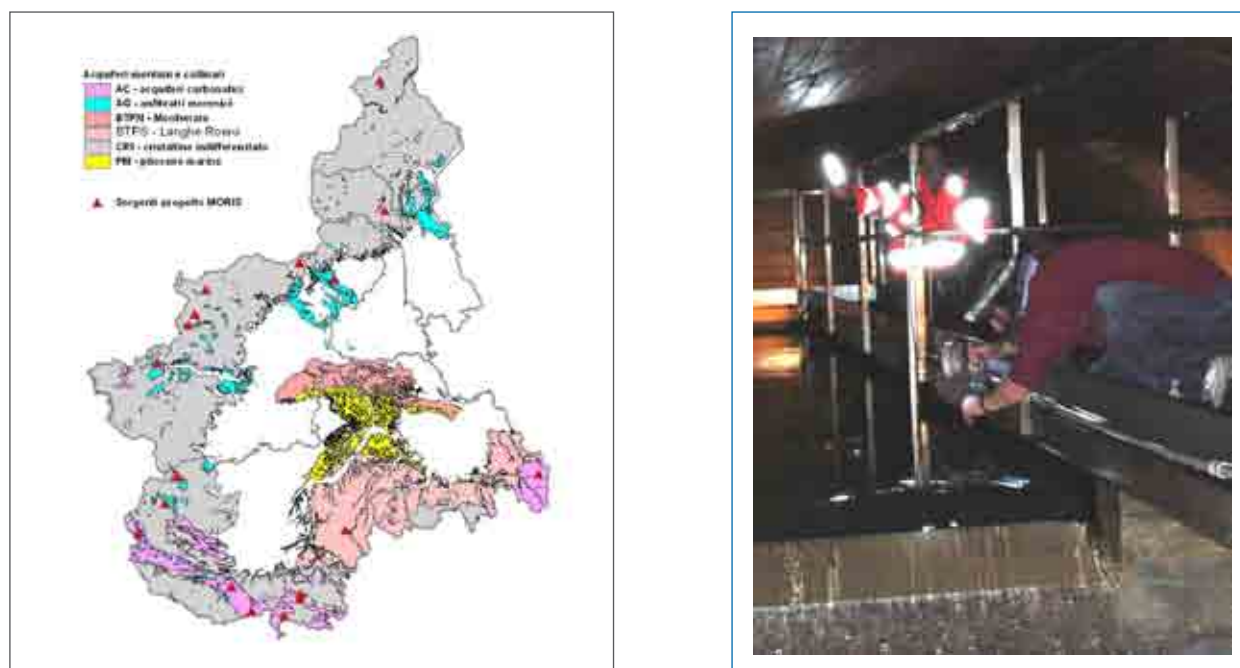 Acquiferi montani e collinari
AC - acquiferi carbonatici
AG - anfiteatri morenici
BTPN - Monferrato
BTPS - Langhe Roero
CRI - cristallino indifferenziato
PM - pliocene marino
Sorgenti progetto MORIS